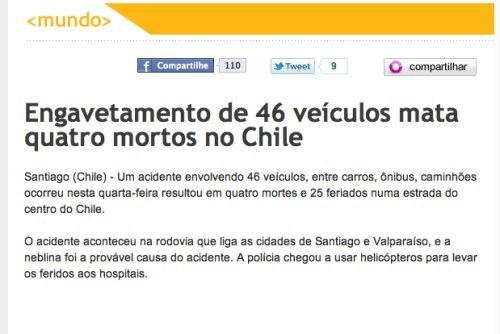 <mundo>
Compartilhe 110 Tweet 9 compartilhar
Engavetamento de 46 veículos mata
quatro mortos no Chile
Santiago (Chile) - Um acidente envolvendo 46 veículos, entre carros, ônibus, caminhões
ocorreu nesta quarta-feira resultou em quatro mortes e 25 feriados numa estrada do
centro do Chile.
O acidente aconteceu na rodovia que liga as cidades de Santiago e Valparaíso, e a
neblina foi a provável causa do acidente. A polícia chegou a usar helicópteros para levar
os feridos aos hospitais.